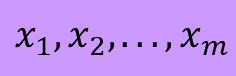 x₁, x₂, . . . , xₘ